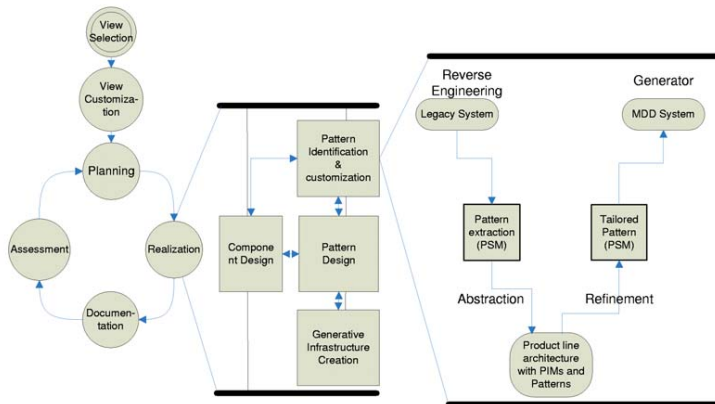 View
Selection
View
Customiza-
tion
Planning
Assessment
Realization
Documen-
tation
Pattern
Identification
&
customization
Compone
nt Design
Pattern
Design
Generative
Infrastructure
Creation
Reverse
Engineering
Generator
Legacy System
MDD System
Pattern
extraction
(PSM)
Tailored
Pattern
(PSM)
Abstraction
Refinement
Product line
architecture
with PIMs and
Patterns